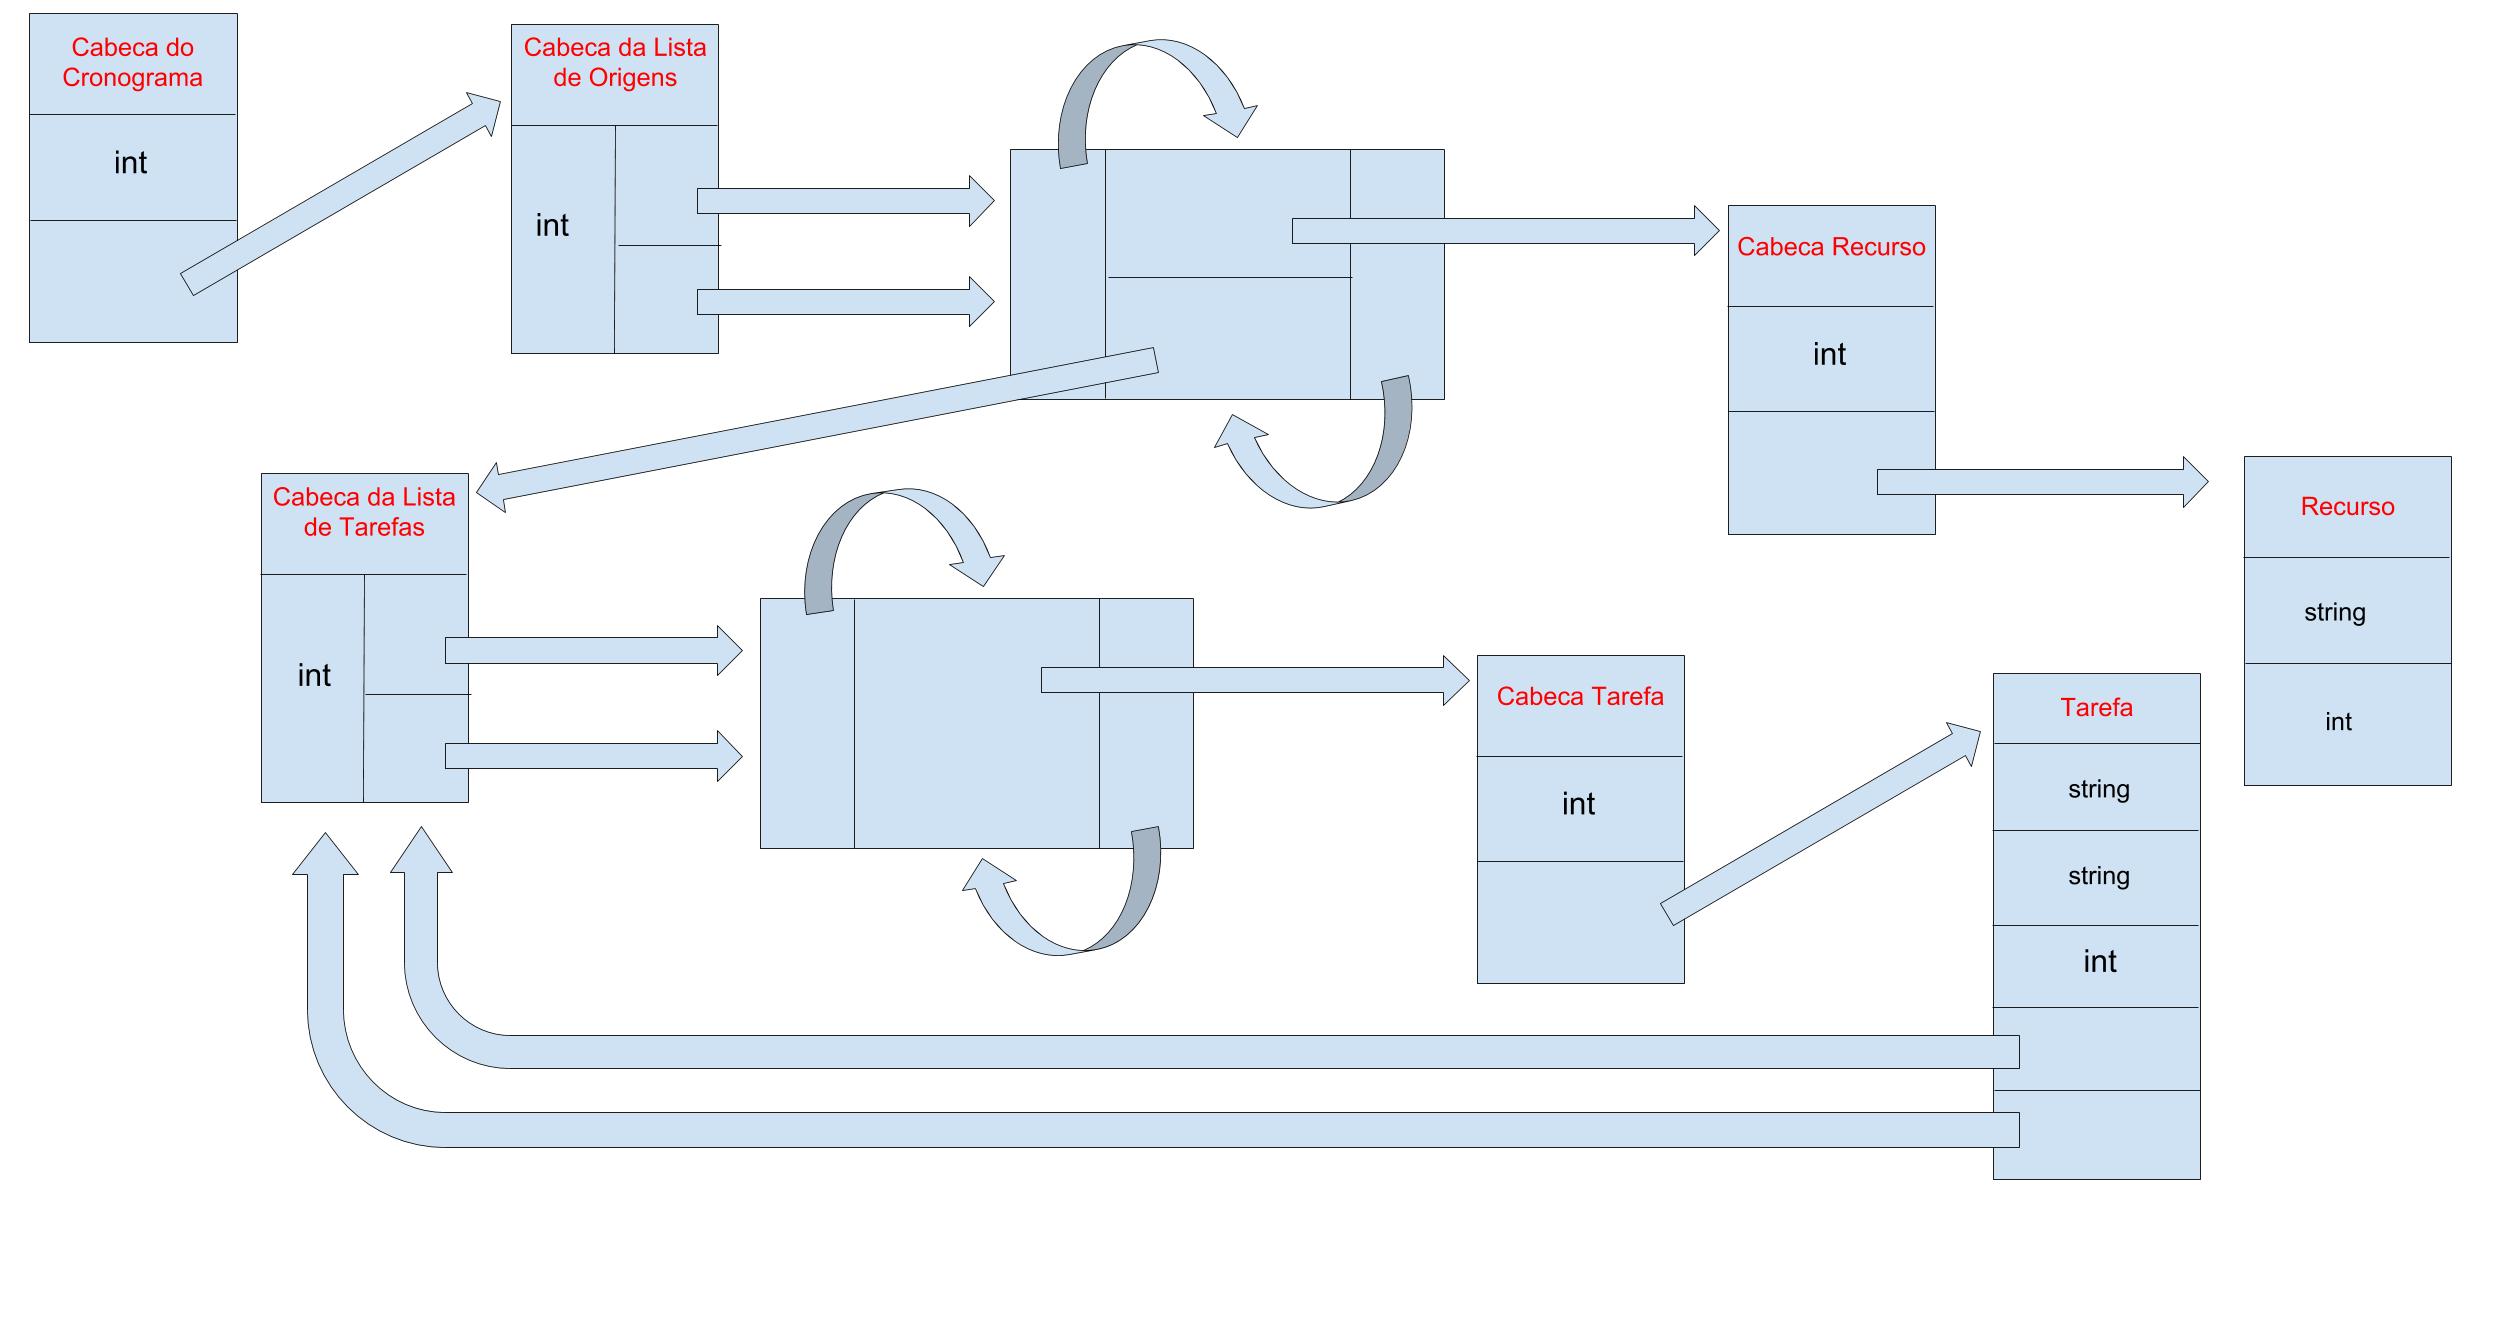 Cabeca do
Cronograma
int
Cabeca da Lista
de Origens
int
Cabeca Recurso
int
Recurso
string
int
Cabeca da Lista
de Tarefas
int
Cabeca Tarefa
int
Tarefa
string
string
int